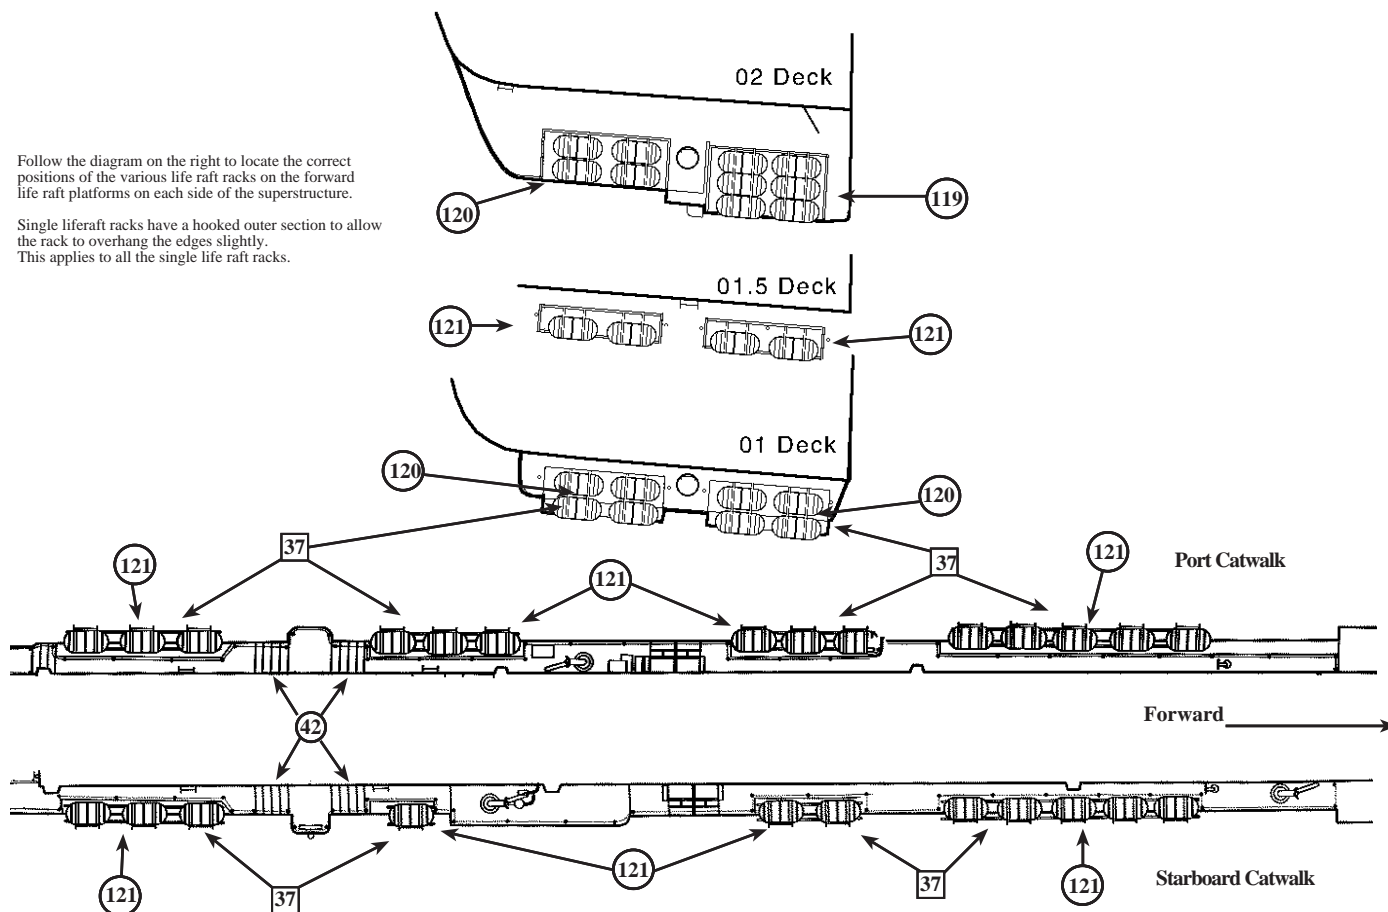 02 Deck
Follow the diagram on the right to locate the correct
positions of the various life raft racks on the forward
life raft platforms on each side of the superstructure.
Single liferaft racks have a hooked outer section to allow
the rack to overhang the edges slightly.
This applies to all the single life raft racks.
120
119
01.5 Deck
121
121
01 Deck
120
120
37
37
121
121
121
Port Catwalk
42
Forward
121
37
121
37
121
Starboard Catwalk